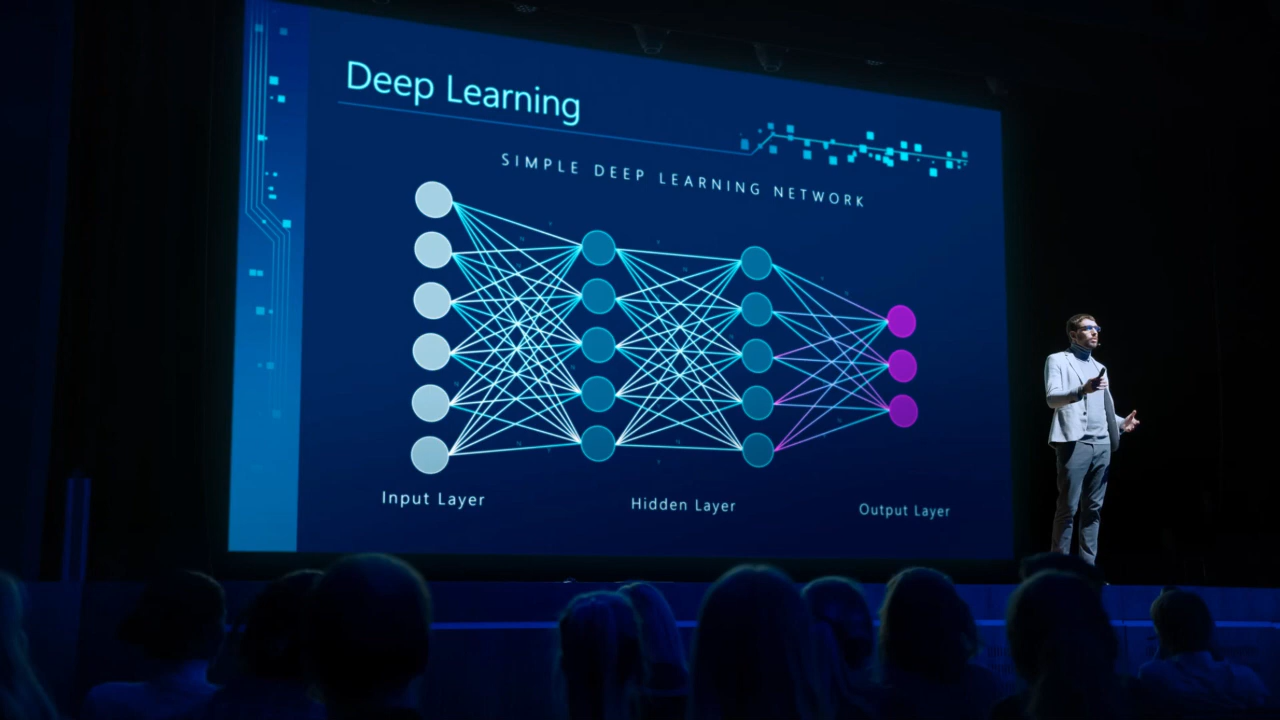 Deep Learning
SIMPLE DEEP LEARNING NETWORK
Input Layer
Hidden Layer
Output Layer